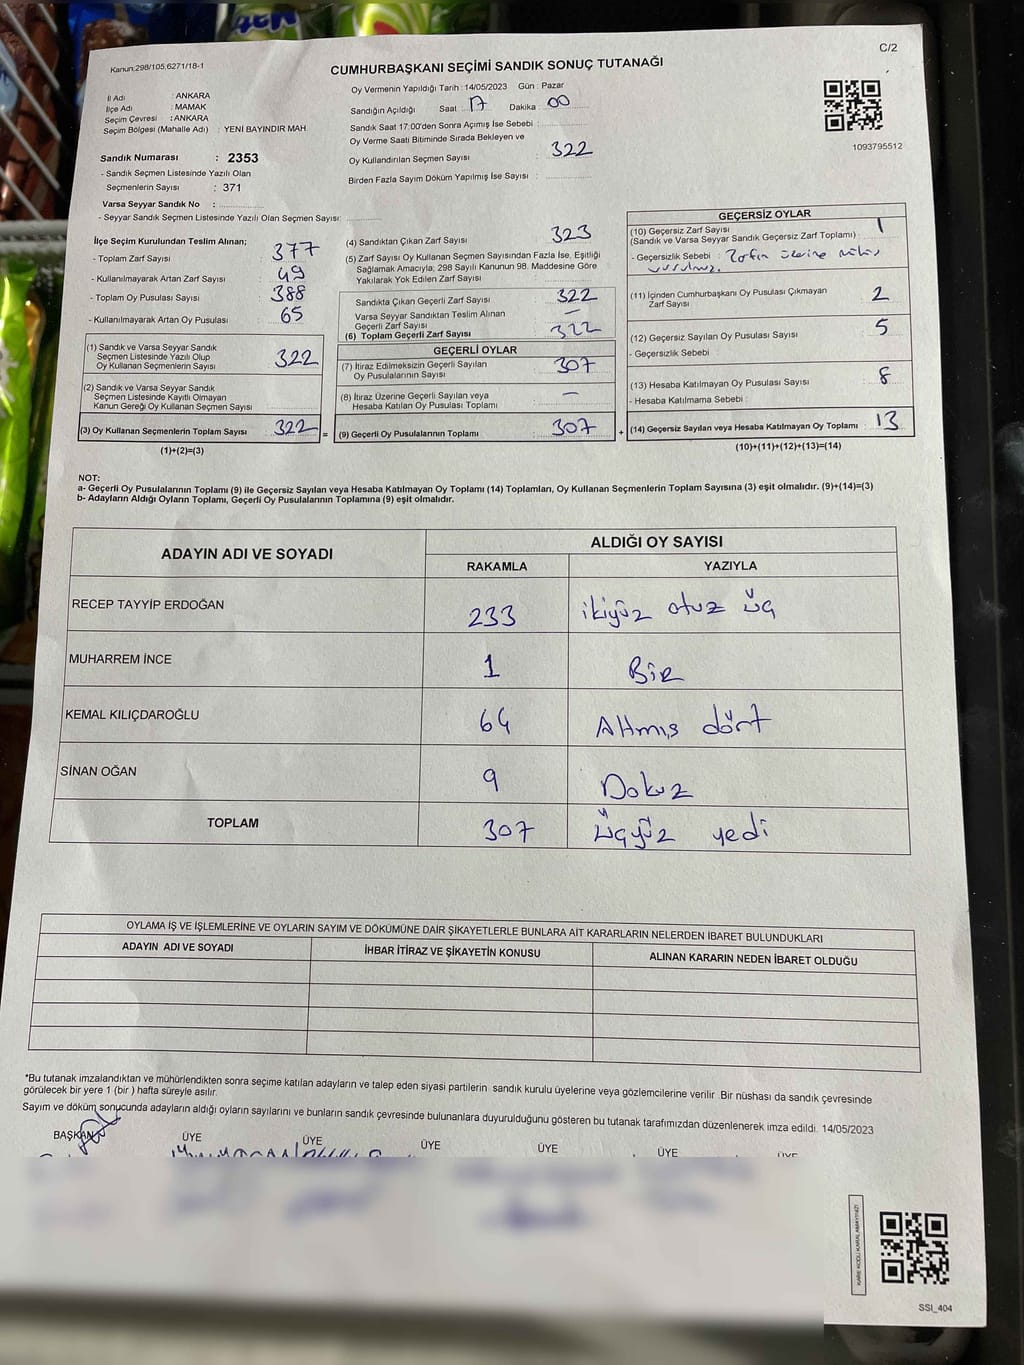 C/2
Kanun:298/105,6271/18-1
CUMHURBAŞKANI SEÇİMİ SANDIK SONUÇ TUTANAĞI
İl Adı : ANKARA
İlçe Adı : MAMAK
Seçim Çevresi : ANKARA
Seçim Bölgesi (Mahalle Adı) : YENİ BAYINDIR MAH.
Sandık Numarası : 2353
- Sandık Seçmen Listesinde Yazılı Olan
Seçmenlerin Sayısı : 371
Varsa Seyyar Sandık No :
- Seyyar Sandık Seçmen Listesinde Yazılı Olan Seçmen Sayısı:
Oy Vermenin Yapıldığı Tarih :14/05/2023 Gün : Pazar
Sandığın Açıldığı Saat : 17 Dakika : 00
Sandık Saat 17:00'den Sonra Açımış İse Sebebi :
Oy Verme Saati Bitiminde Sırada Bekleyen ve
Oy Kullandırılan Seçmen Sayısı : 322
Birden Fazla Sayım Döküm Yapılmış İse Sayısı :
1093795512
İlçe Seçim Kurulundan Teslim Alınan;
- Toplam Zarf Sayısı : 377
- Kullanılmayarak Artan Zarf Sayısı : 49
- Toplam Oy Pusulası Sayısı : 388
- Kullanılmayarak Artan Oy Pusulası : 65
(1) Sandık ve Varsa Seyyar Sandık
Seçmen Listesinde Yazılı Olup
Oy Kullanan Seçmenlerin Sayısı : 322
(2) Sandık ve Varsa Seyyar Sandık
Seçmen Listesinde Kayıtlı Olmayan
Kanun Gereği Oy Kullanan Seçmen Sayısı :
(3) Oy Kullanan Seçmenlerin Toplam Sayısı : 322 =
(1)+(2)=(3)
(4) Sandıktan Çıkan Zarf Sayısı : 323
(5) Zarf Sayısı Oy Kullanan Seçmen Sayısından Fazla İse, Eşitliği
Sağlamak Amacıyla; 298 Sayılı Kanunun 98. Maddesine Göre
Yakılarak Yok Edilen Zarf Sayısı :
Sandıkta Çıkan Geçerli Zarf Sayısı : 322
Varsa Seyyar Sandıktan Teslim Alınan
Geçerli Zarf Sayısı : —
(6) Toplam Geçerli Zarf Sayısı : 322
GEÇERLİ OYLAR
(7) İtiraz Edilmeksizin Geçerli Sayılan
Oy Pusulalarının Sayısı : 307
(8) İtiraz Üzerine Geçerli Sayılan veya
Hesaba Katılan Oy Pusulası Toplamı : —
(9) Geçerli Oy Pusulalarının Toplamı : 307 +
GEÇERSİZ OYLAR
(10) Geçersiz Zarf Sayısı : 1
(Sandık ve Varsa Seyyar Sandık Geçersiz Zarf Toplamı)
- Geçersizlik Sebebi : Zarfın üzerine mühür
vurulmuş.
(11) İçinden Cumhurbaşkanı Oy Pusulası Çıkmayan
Zarf Sayısı : 2
(12) Geçersiz Sayılan Oy Pusulası Sayısı : 5
- Geçersizlik Sebebi :
(13) Hesaba Katılmayan Oy Pusulası Sayısı : 8
- Hesaba Katılmama Sebebi :
(14) Geçersiz Sayılan veya Hesaba Katılmayan Oy Toplamı : 13
(10)+(11)+(12)+(13)=(14)
NOT:
a- Geçerli Oy Pusulalarının Toplamı (9) ile Geçersiz Sayılan veya Hesaba Katılmayan Oy Toplamı (14) Toplamları, Oy Kullanan Seçmenlerin Toplam Sayısına (3) eşit olmalıdır. (9)+(14)=(3)
b- Adayların Aldığı Oyların Toplamı, Geçerli Oy Pusulalarının Toplamına (9) eşit olmalıdır.
ADAYIN ADI VE SOYADI
ALDIĞI OY SAYISI
RAKAMLA YAZIYLA
RECEP TAYYİP ERDOĞAN 233 ikiyüz otuz üç
MUHARREM İNCE 1 Bir
KEMAL KILIÇDAROĞLU 64 Altmış dört
SİNAN OĞAN 9 Dokuz
TOPLAM 307 üçyüz yedi
OYLAMA İŞ VE İŞLEMLERİNE VE OYLARIN SAYIM VE DÖKÜMÜNE DAİR ŞİKAYETLERLE BUNLARA AİT KARARLARIN NELERDEN İBARET BULUNDUKLARI
ADAYIN ADI VE SOYADI İHBAR İTİRAZ VE ŞİKAYETİN KONUSU ALINAN KARARIN NEDEN İBARET OLDUĞU
*Bu tutanak imzalandıktan ve mühürlendikten sonra seçime katılan adayların ve talep eden siyasi partilerin sandık kurulu üyelerine veya gözlemcilerine verilir. Bir nüshası da sandık çevresinde
görülecek bir yere 1 (bir ) hafta süreyle asılır.
Sayım ve döküm sonucunda adayların aldığı oyların sayılarını ve bunların sandık çevresinde bulunanlara duyurulduğunu gösteren bu tutanak tarafımızdan düzenlenerek imza edildi. 14/05/2023
BAŞKAN ÜYE ÜYE ÜYE ÜYE ÜYE ÜYE
KARE KODU KARALAMAYINIZ!
SSI_404